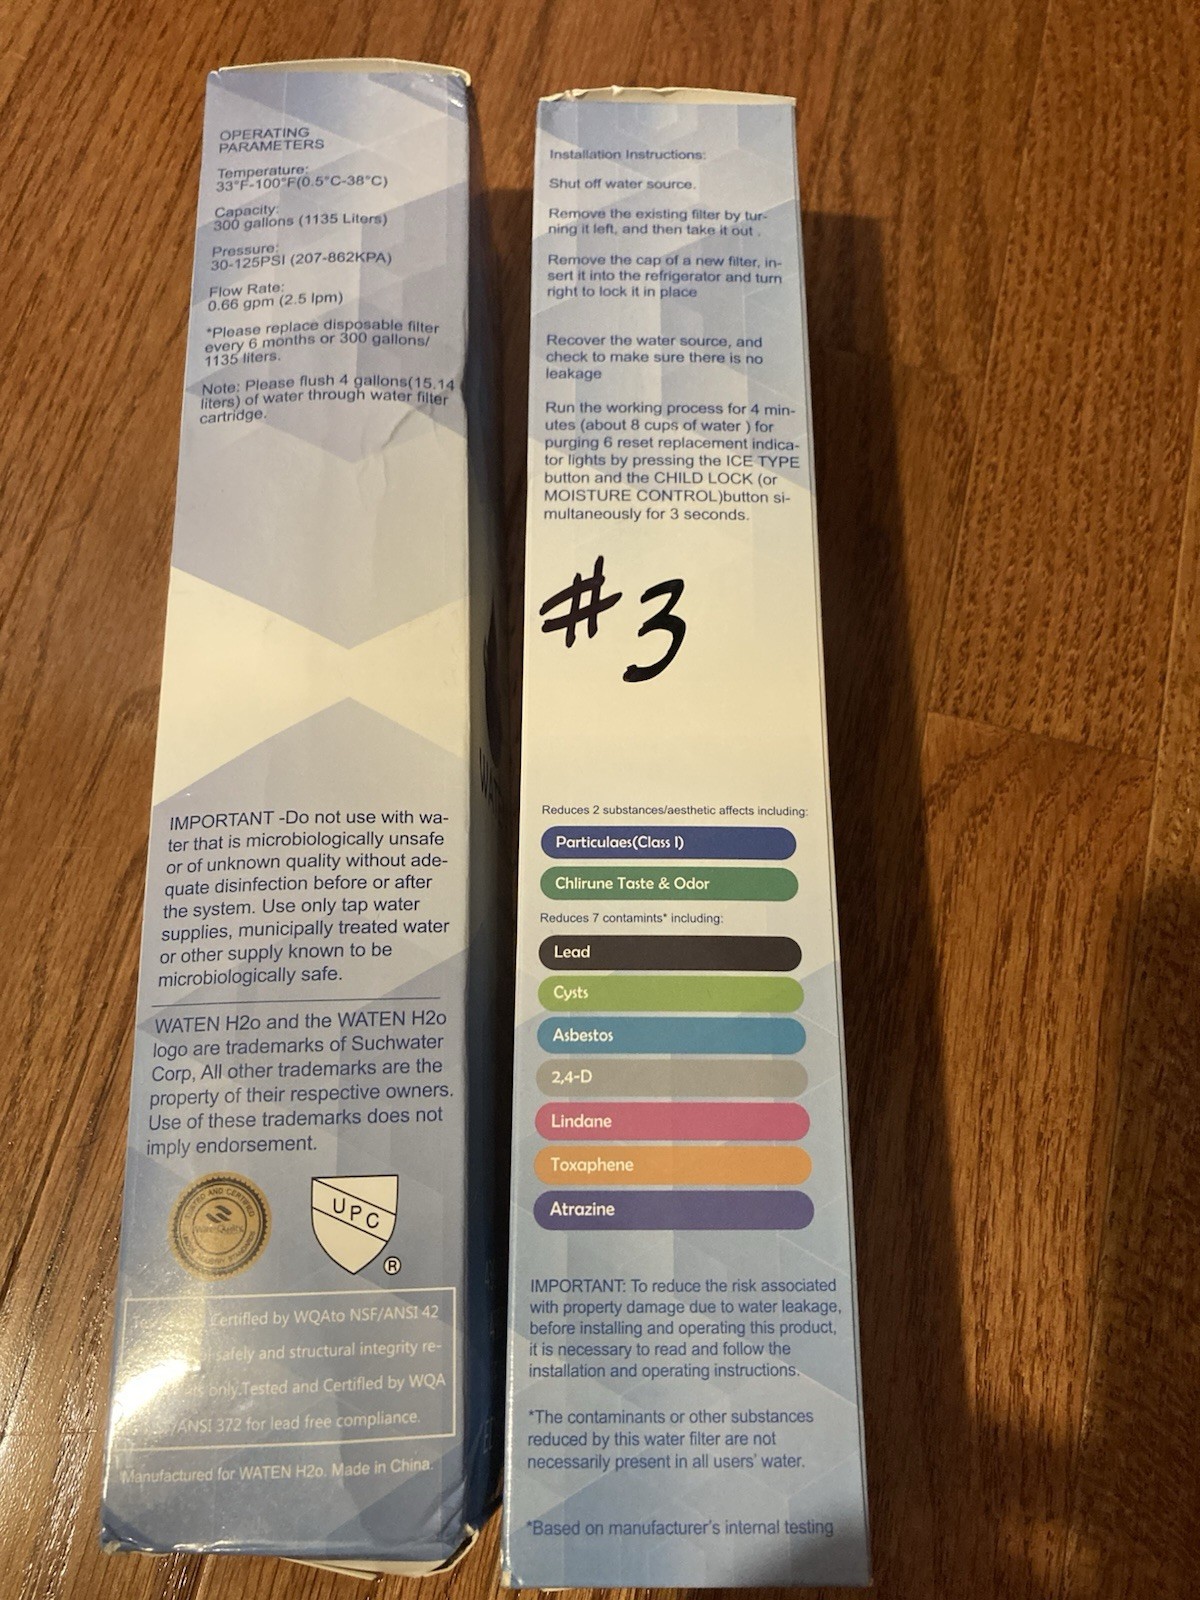 OPERATING
PARAMETERS
Temperature:
33°F-100°F(0.5°C-38°C)
Capacity:
300 gallons (1135 Liters)
Pressure:
30-125PSI (207-862KPA)
Flow Rate:
0.66 gpm (2.5 lpm)
*Please replace disposable filter
every 6 months or 300 gallons/
1135 liters.
Note: Please flush 4 gallons(15.14
liters) of water through water filter
cartridge.
IMPORTANT -Do not use with wa-
ter that is microbiologically unsafe
or of unknown quality without ade-
quate disinfection before or after
the system. Use only tap water
supplies, municipally treated water
or other supply known to be
microbiologically safe.
WATEN H2o and the WATEN H2o
logo are trademarks of Suchwater
Corp, All other trademarks are the
property of their respective owners.
Use of these trademarks does not
imply endorsement.
AND CERTIFIED
WaterQuality
UPC
®
Certified by WQAto NSF/ANSI 42
safely and structural integrity re-
only.Tested and Certified by WQA
/ANSI 372 for lead free compliance.
Manufactured for WATEN H2o. Made in China.
Installation Instructions:
Shut off water source.
Remove the existing filter by tur-
ning it left, and then take it out .
Remove the cap of a new filter, in-
sert it into the refrigerator and turn
right to lock it in place
Recover the water source, and
check to make sure there is no
leakage
Run the working process for 4 min-
utes (about 8 cups of water ) for
purging 6 reset replacement indica-
tor lights by pressing the ICE TYPE
button and the CHILD LOCK (or
MOISTURE CONTROL)button si-
multaneously for 3 seconds.
#3
Reduces 2 substances/aesthetic affects including:
Particulaes(Class I)
Chlirune Taste & Odor
Reduces 7 contamints* including:
Lead
Cysts
Asbestos
2,4-D
Lindane
Toxaphene
Atrazine
IMPORTANT: To reduce the risk associated
with property damage due to water leakage,
before installing and operating this product,
it is necessary to read and follow the
installation and operating instructions.
*The contaminants or other substances
reduced by this water filter are not
necessarily present in all users' water.
*Based on manufacturer's internal testing